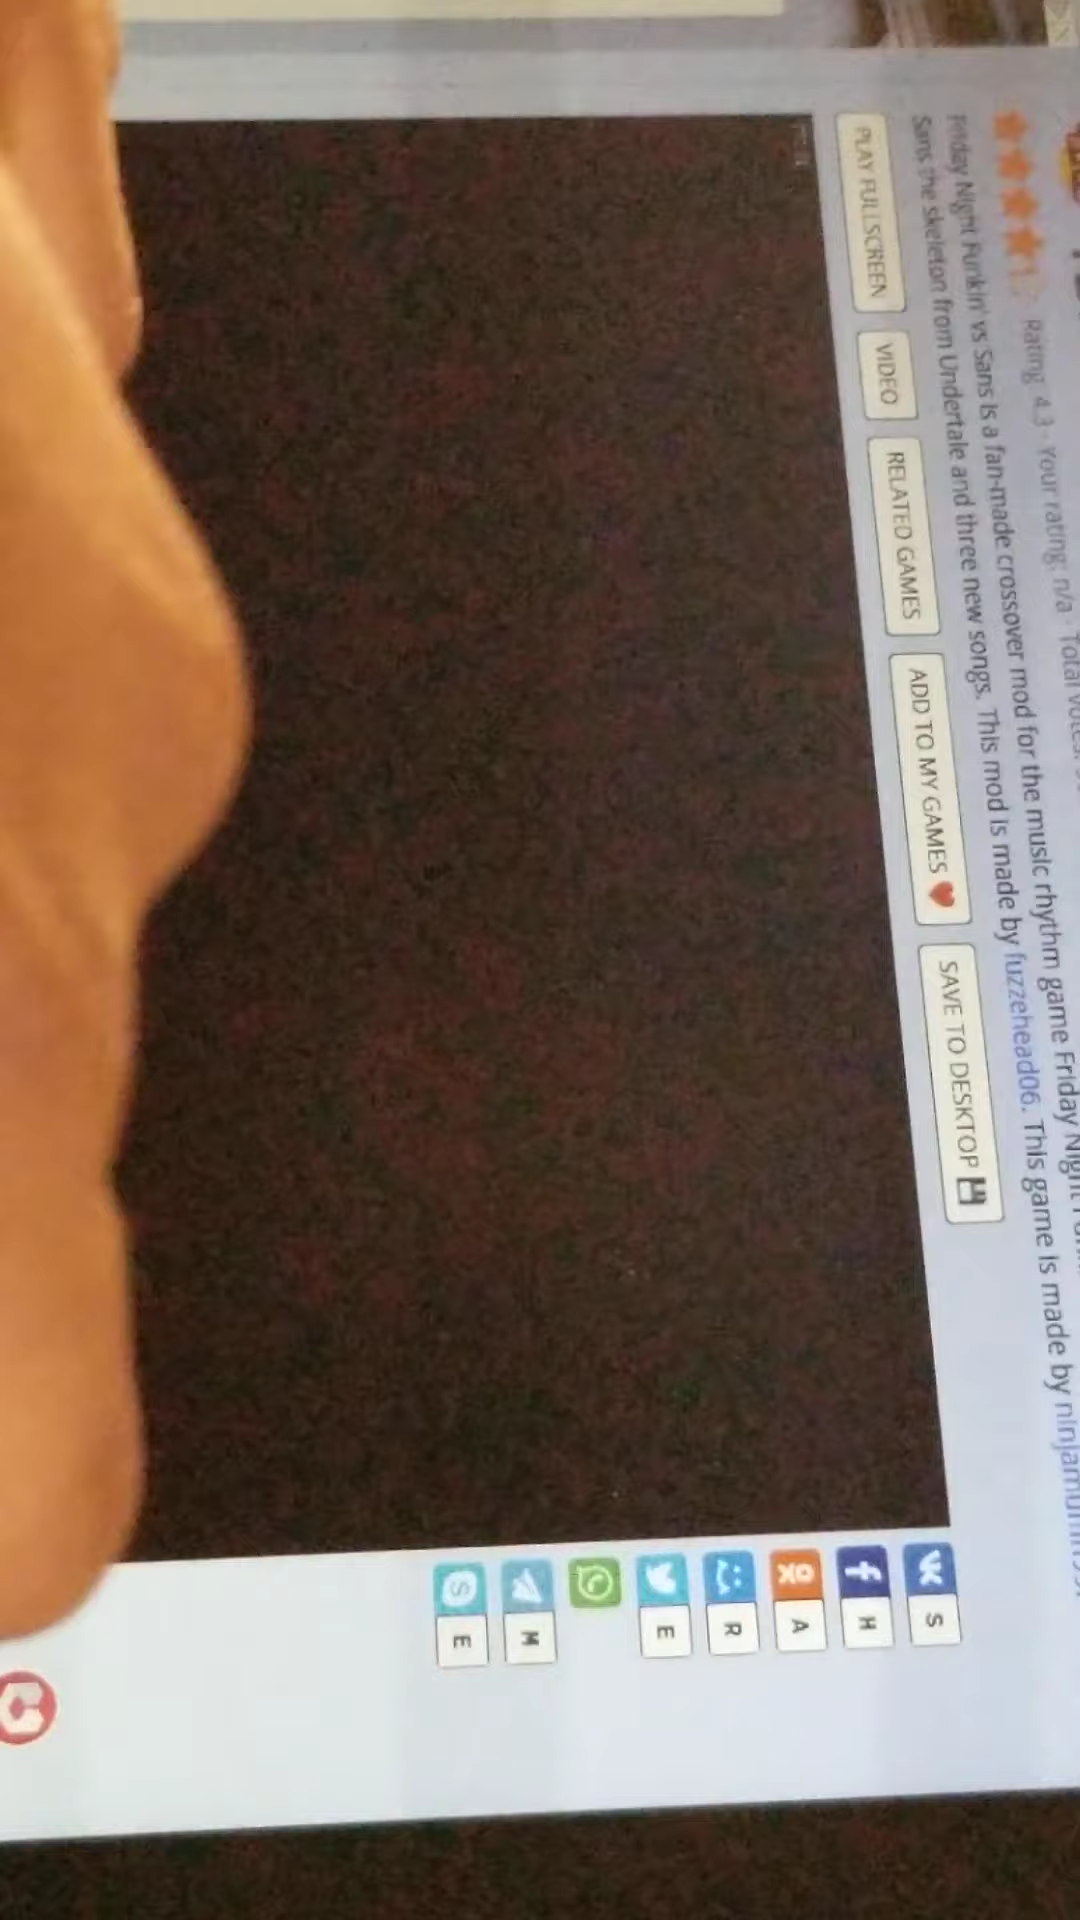 Rating: 4.3 · Your rating: n/a · Total
Friday Night Funkin' vs Sans is a fan-made crossover mod for the music rhythm game Friday Night
Sans the skeleton from Undertale and three new songs. This mod is made by fuzzehead06. This game is made by
PLAY FULLSCREEN VIDEO RELATED GAMES ADD TO MY GAMES SAVE TO DESKTOP
S
H
A
R
E
M
E